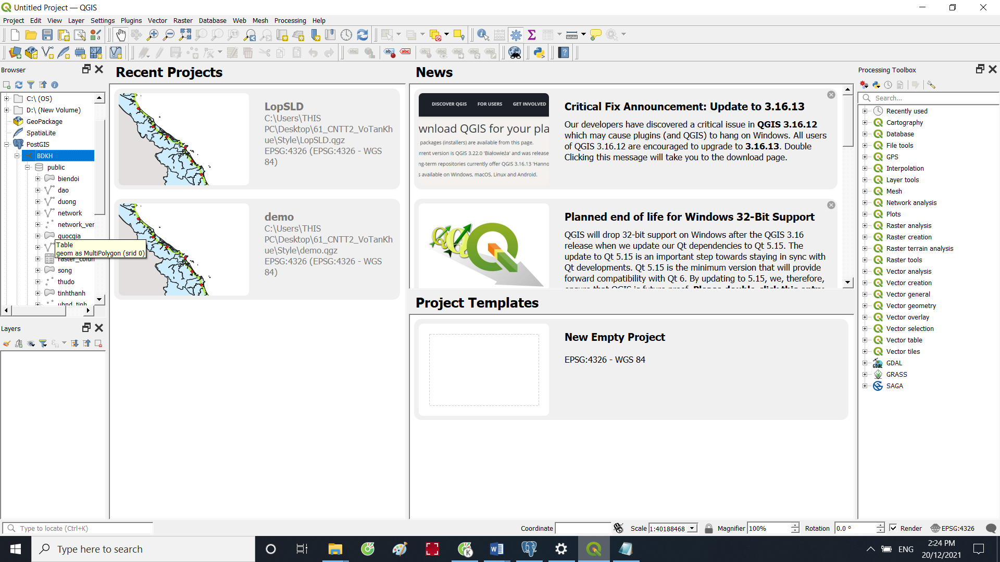 Untitled Project — QGIS
Project Edit View Layer Settings Plugins Vector Raster Database Web Mesh Processing Help
Browser
C:\ (OS)
D:\ (New Volume)
GeoPackage
SpatiaLite
PostGIS
BDKH
public
biendoi
dao
duong
network
network_ver
quocgia
Table
geom as MultiPolygon (srid 0)
raster_colun
song
thudo
tinhthanh
ubnd_tinh
Layers
Recent Projects
LopSLD
C:\Users\THIS
PC\Desktop\61_CNTT2_VoTanKh
ue\Style\LopSLD.qgz
EPSG:4326 (EPSG:4326 - WGS
84)
demo
C:\Users\THIS
PC\Desktop\61_CNTT2_VoTanKh
ue\Style\demo.qgz
EPSG:4326 (EPSG:4326 - WGS
84)
News
DISCOVER QGIS FOR USERS GET INVOLVED
wnload QGIS for your pla
packages (installers) are available from this page.
rrent version is QGIS 3.22.0 'Białowieża' and was release
ng-term repositories currently offer QGIS 3.16.13 'Hanno
s available on Windows, macOS, Linux and Android.
Critical Fix Announcement: Update to 3.16.13
Our developers have discovered a critical issue in QGIS 3.16.12
which may cause plugins (and QGIS) to hang on Windows. All users
of QGIS 3.16.12 are encouraged to upgrade to 3.16.13. Double
Clicking this message will take you to the download page.
Planned end of life for Windows 32-Bit Support
QGIS will drop 32-bit support on Windows after the QGIS 3.16
release when we update our Qt dependencies to Qt 5.15. The
update to Qt 5.15 is an important step towards staying in sync with
Qt developments. Qt 5.15 is the minimum version that will provide
forward compatibility with Qt 6. By updating to 5.15, we, therefore,
ensure that QGIS is future proof. Please double-click this entry
Project Templates
New Empty Project
EPSG:4326 - WGS 84
Processing Toolbox
Search...
Recently used
Cartography
Database
File tools
GPS
Interpolation
Layer tools
Mesh
Network analysis
Plots
Raster analysis
Raster creation
Raster terrain analysis
Raster tools
Vector analysis
Vector creation
Vector general
Vector geometry
Vector overlay
Vector selection
Vector table
Vector tiles
GDAL
GRASS
SAGA
Type to locate (Ctrl+K)
Coordinate Scale 1:40188468 Magnifier 100% Rotation 0.0 ° Render EPSG:4326
Type here to search
ENG
2:24 PM
20/12/2021